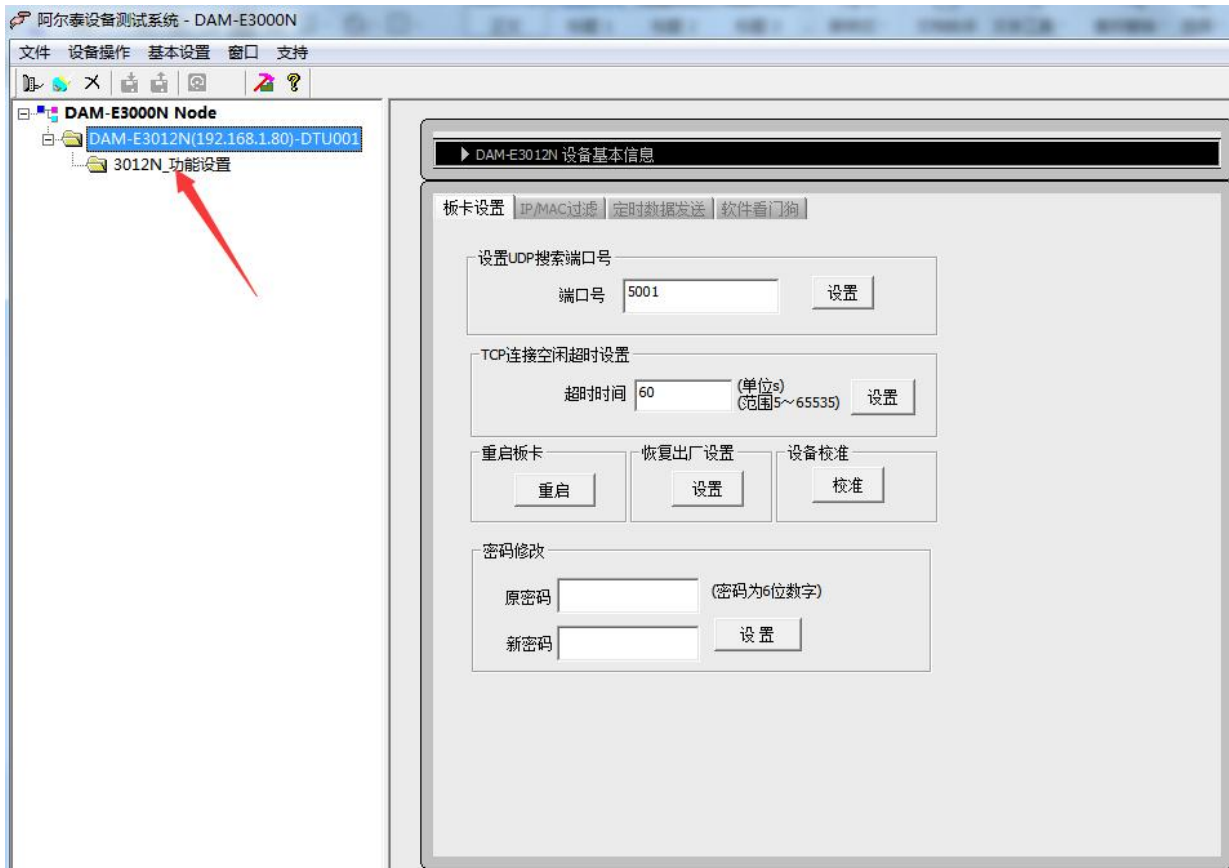 阿尔泰设备测试系统 - DAM-E3000N
文件 设备操作 基本设置 窗口 支持
DAM-E3000N Node
DAM-E3012N(192.168.1.80)-DTU001
3012N_功能设置
DAM-E3012N 设备基本信息
板卡设置 IP/MAC过滤 定时数据发送 软件看门狗
设置UDP搜索端口号
端口号 5001 设置
TCP连接空闲超时设置
超时时间 60 (单位s)
(范围5～65535) 设置
重启板卡 恢复出厂设置 设备校准
重启 设置 校准
密码修改
原密码 (密码为6位数字)
新密码 设置